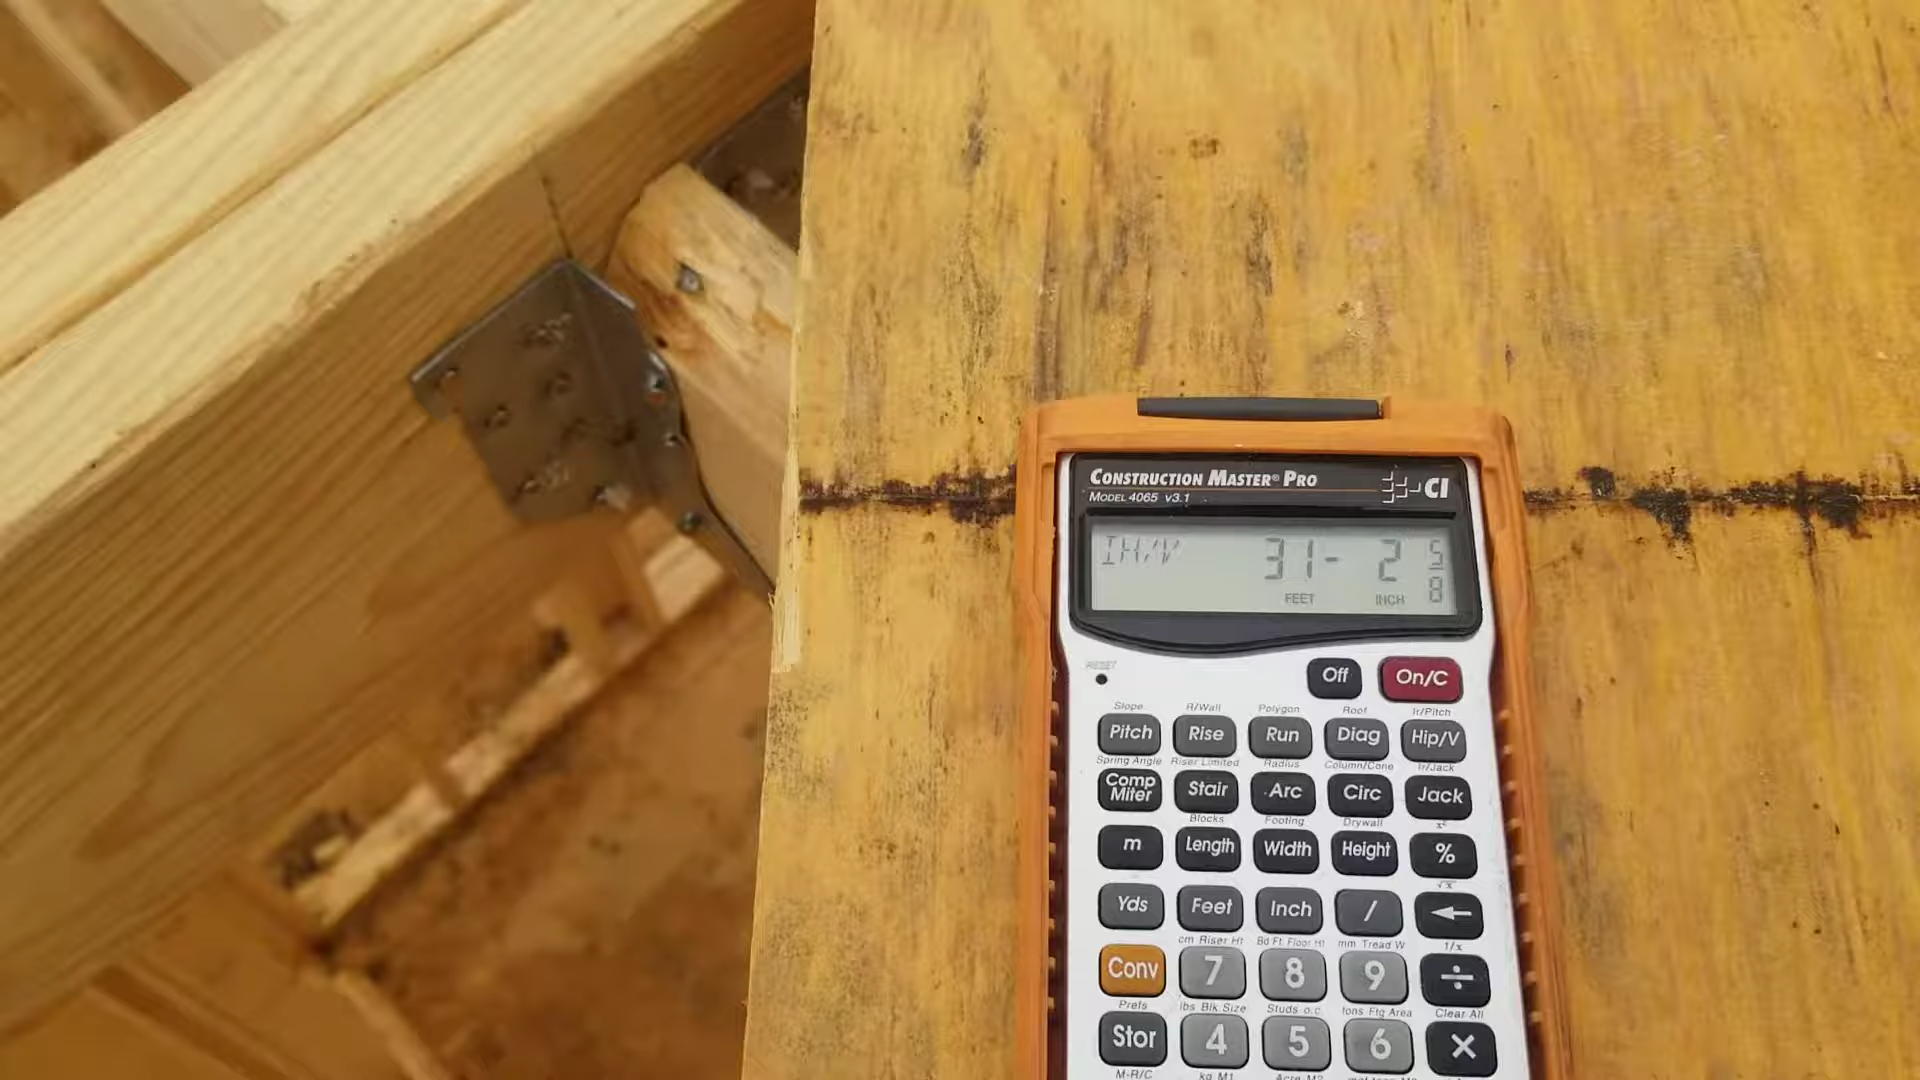 CONSTRUCTION MASTER® PRO
MODEL 4065 v3.1
CI
IH/V 31- 2 5/8
FEET INCH
RESET
Off On/C
Slope R/Wall Polygon Roof Ir/Pitch
Pitch Rise Run Diag Hip/V
Spring Angle Riser Limited Radius Column/Cone Ir/Jack
Comp Miter Stair Arc Circ Jack
Blocks Footing Drywall x²
m Length Width Height %
√x
Yds Feet Inch / ←
cm Riser Ht Bd Ft Floor Ht mm Tread W 1/x
Conv 7 8 9 ÷
Prefs lbs Blk Size Studs o.c. tons Ftg Area Clear All
Stor 4 5 6 ×
M-R/C kg M1